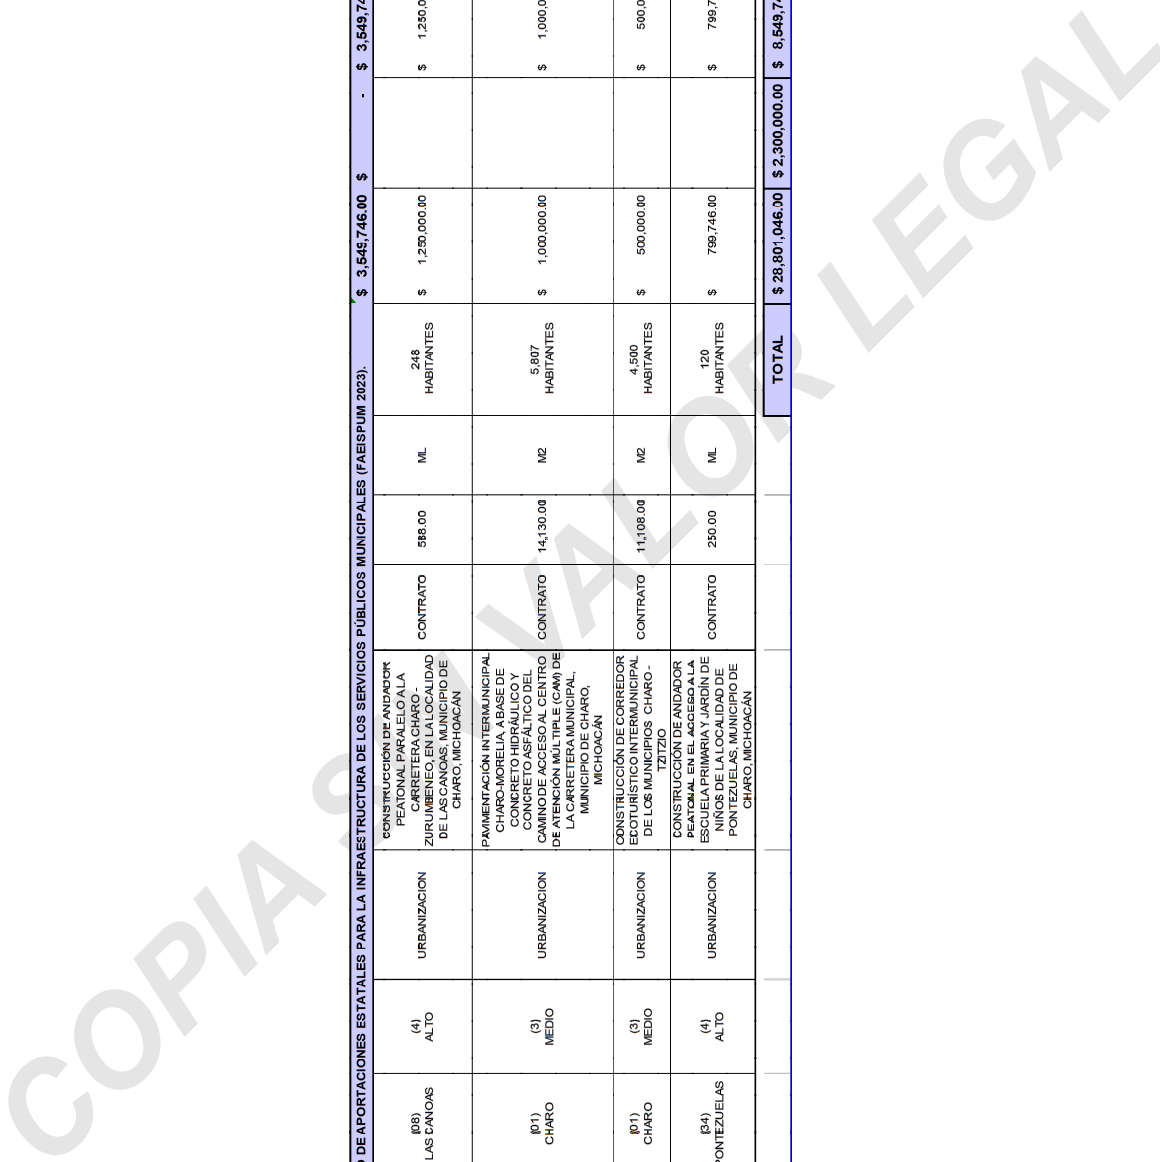 O DE APORTACIONES ESTATALES PARA LA INFRAESTRUCTURA DE LOS SERVICIOS PÚBLICOS MUNICIPALES (FAEISPUM 2023). $ 3,549,746.00 $ - $ 3,549,74
(08)
LAS CANOAS
(4)
ALTO
URBANIZACION
CONSTRUCCIÓN DE ANDADOR
PEATONAL PARALELO A LA
CARRETERA CHARO -
ZURUMBENEO, EN LA LOCALIDAD
DE LAS CANOAS, MUNICIPIO DE
CHARO, MICHOACÁN
CONTRATO
588.00
ML
248
HABITANTES
$ 1,250,000.00
$ 1,250,0
(01)
CHARO
(3)
MEDIO
URBANIZACION
PAVIMENTACIÓN INTERMUNICIPAL
CHARO-MORELIA, A BASE DE
CONCRETO HIDRÁULICO Y
CONCRETO ASFÁLTICO DEL
CAMINO DE ACCESO AL CENTRO
DE ATENCIÓN MÚLTIPLE (CAM) DE
LA CARRETERA MUNICIPAL,
MUNICIPIO DE CHARO,
MICHOACÁN
CONTRATO
14,130.00
M2
5,807
HABITANTES
$ 1,000,000.00
$ 1,000,0
(01)
CHARO
(3)
MEDIO
URBANIZACION
CONSTRUCCIÓN DE CORREDOR
ECOTURÍSTICO INTERMUNICIPAL
DE LOS MUNICIPIOS CHARO -
TZITZIO
CONTRATO
11,108.00
M2
4,500
HABITANTES
$ 500,000.00
$ 500,0
(34)
PONTEZUELAS
(4)
ALTO
URBANIZACION
CONSTRUCCIÓN DE ANDADOR
PEATONAL EN EL ACCESO A LA
ESCUELA PRIMARIA Y JARDÍN DE
NIÑOS DE LA LOCALIDAD DE
PONTEZUELAS, MUNICIPIO DE
CHARO, MICHOACÁN
CONTRATO
250.00
ML
120
HABITANTES
$ 799,746.00
$ 799,7
TOTAL $ 28,801,046.00 $ 2,300,000.00 $ 8,549,74
COPIA SIN VALOR LEGAL